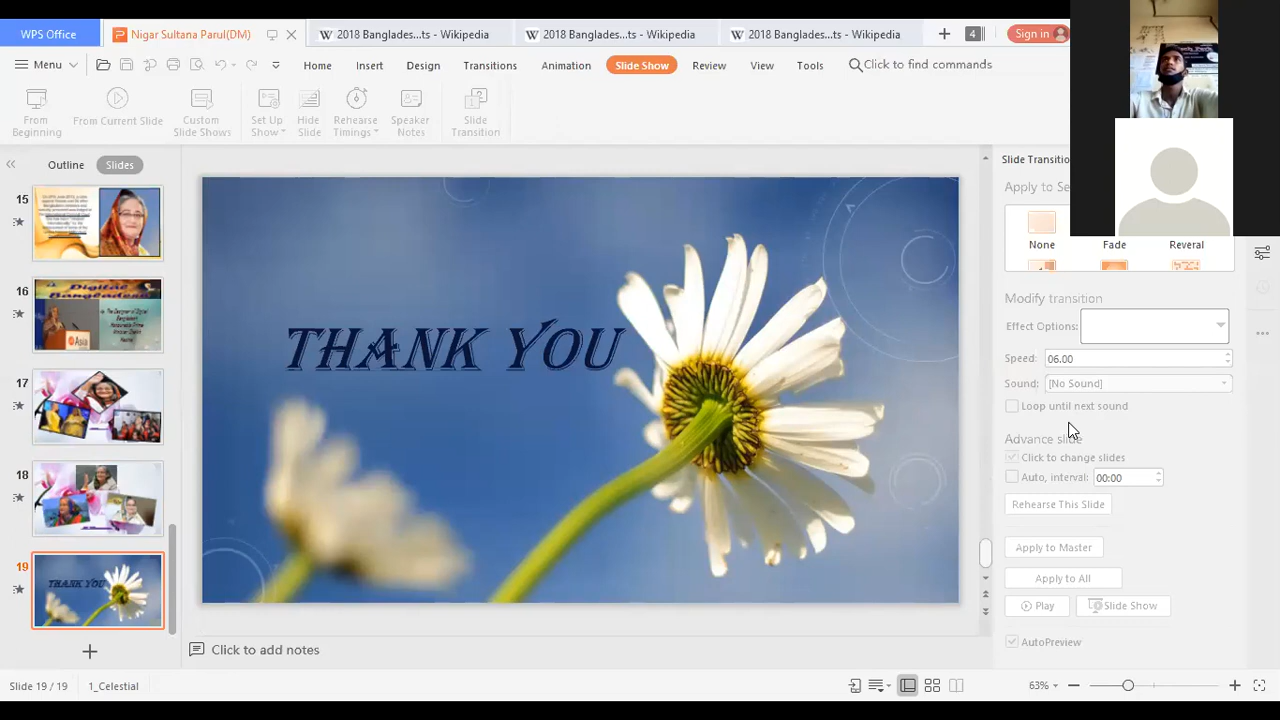 WPS Office
Nigar Sultana Parul(DM)
2018 Banglades...ts - Wikipedia
2018 Banglades...ts - Wikipedia
2018 Banglades...ts - Wikipedia
4
Sign in
Menu
Home
Insert
Design
Transitions
Animation
Slide Show
Review
View
Tools
Click to find commands
From Beginning
From Current Slide
Custom Slide Shows
Set Up Show
Hide Slide
Rehearse Timings
Speaker Notes
Slide Transition
Outline
Slides
15
16
Digital
Bangladesh
Asia
17
18
19
THANK YOU
THANK YOU
Slide Transitio
Apply to Se
None
Fade
Reveral
Modify transition
Effect Options:
Speed: 06.00
Sound: [No Sound]
Loop until next sound
Advance slide
Click to change slides
Auto, interval: 00:00
Rehearse This Slide
Apply to Master
Apply to All
Play
Slide Show
AutoPreview
Click to add notes
Slide 19 / 19
1_Celestial
63%